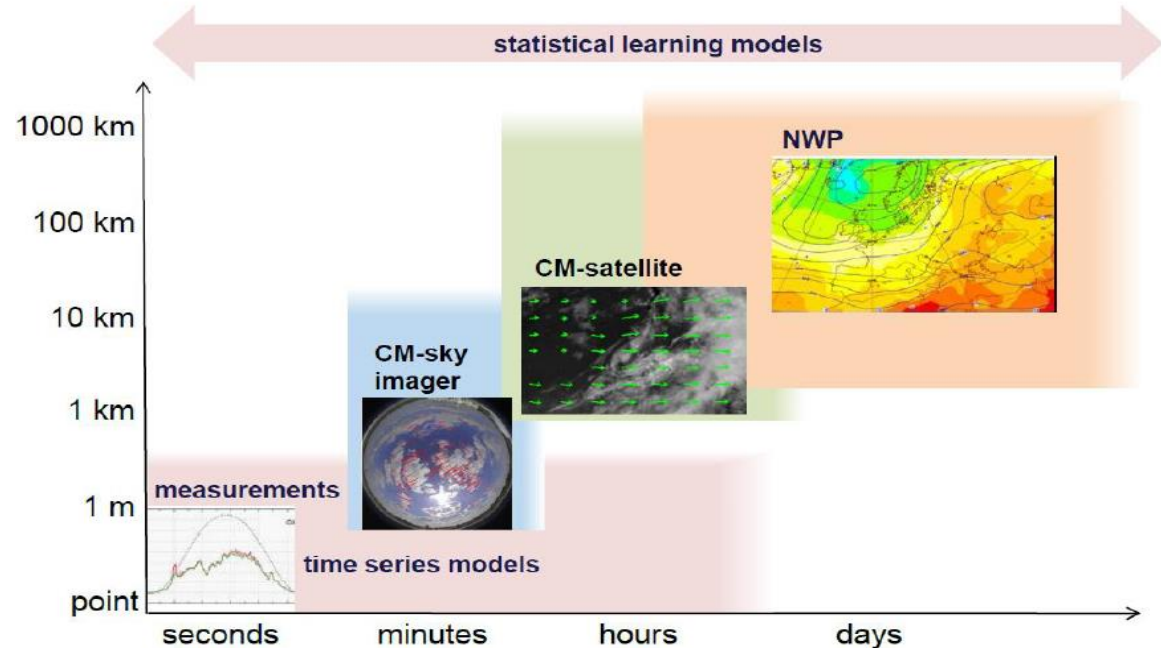 statistical learning models
1000 km
100 km
10 km
1 km
1 m
point
NWP
CM-satellite
CM-sky
imager
measurements
time series models
seconds
minutes
hours
days